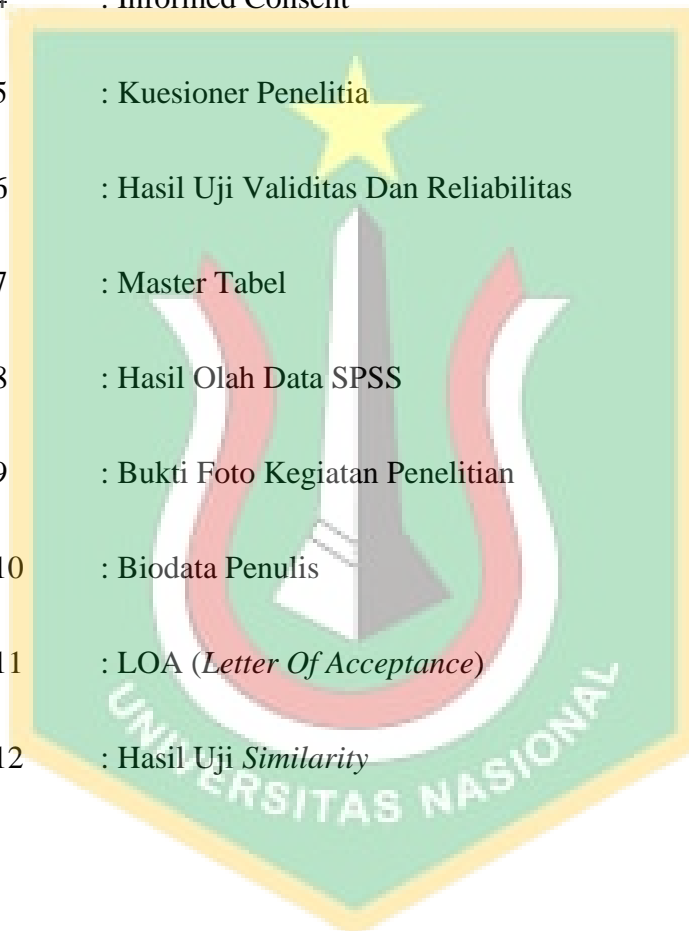 4 : Informed Consent
5 : Kuesioner Penelitia
6 : Hasil Uji Validitas Dan Reliabilitas
7 : Master Tabel
8 : Hasil Olah Data SPSS
9 : Bukti Foto Kegiatan Penelitian
10 : Biodata Penulis
11 : LOA (Letter Of Acceptance)
12 : Hasil Uji Similarity
UNIVERSITAS NASIONAL